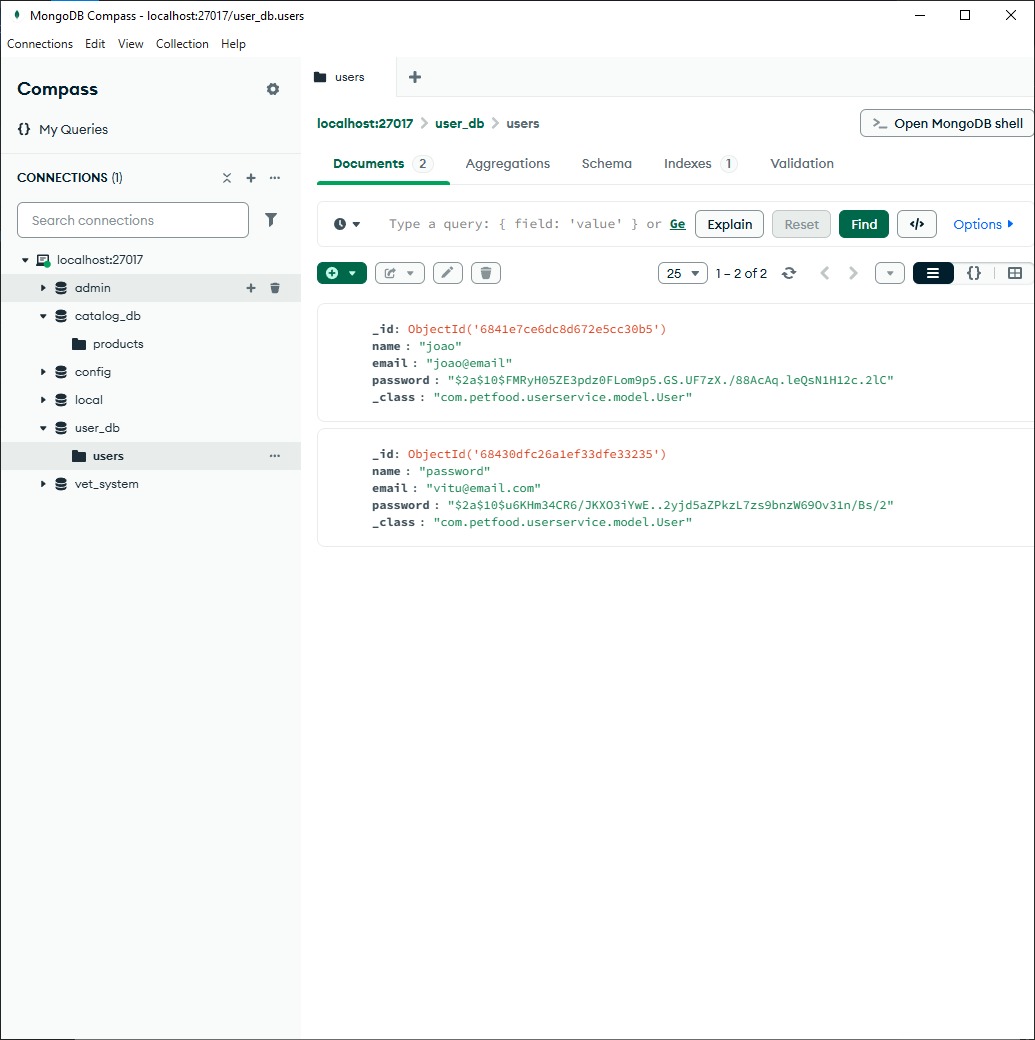 MongoDB Compass - localhost:27017/user_db.users
Connections Edit View Collection Help
Compass
My Queries
CONNECTIONS (1)
Search connections
localhost:27017
admin
catalog_db
products
config
local
user_db
users
vet_system
users
localhost:27017 > user_db > users
Open MongoDB shell
Documents 2 Aggregations Schema Indexes 1 Validation
Type a query: { field: 'value' } or Ge Explain Reset Find </> Options
25 1 – 2 of 2
_id: ObjectId('6841e7ce6dc8d672e5cc30b5')
name : "joao"
email : "joao@email"
password : "$2a$10$FMRyH05ZE3pdz0FLom9p5.GS.UF7zX./88AcAq.leQsN1H12c.2lC"
_class : "com.petfood.userservice.model.User"
_id: ObjectId('68430dfc26a1ef33dfe33235')
name : "password"
email : "vitu@email.com"
password : "$2a$10$u6KHm34CR6/JKXO3iYwE..2yjd5aZPkzL7zs9bnzW69Ov31n/Bs/2"
_class : "com.petfood.userservice.model.User"